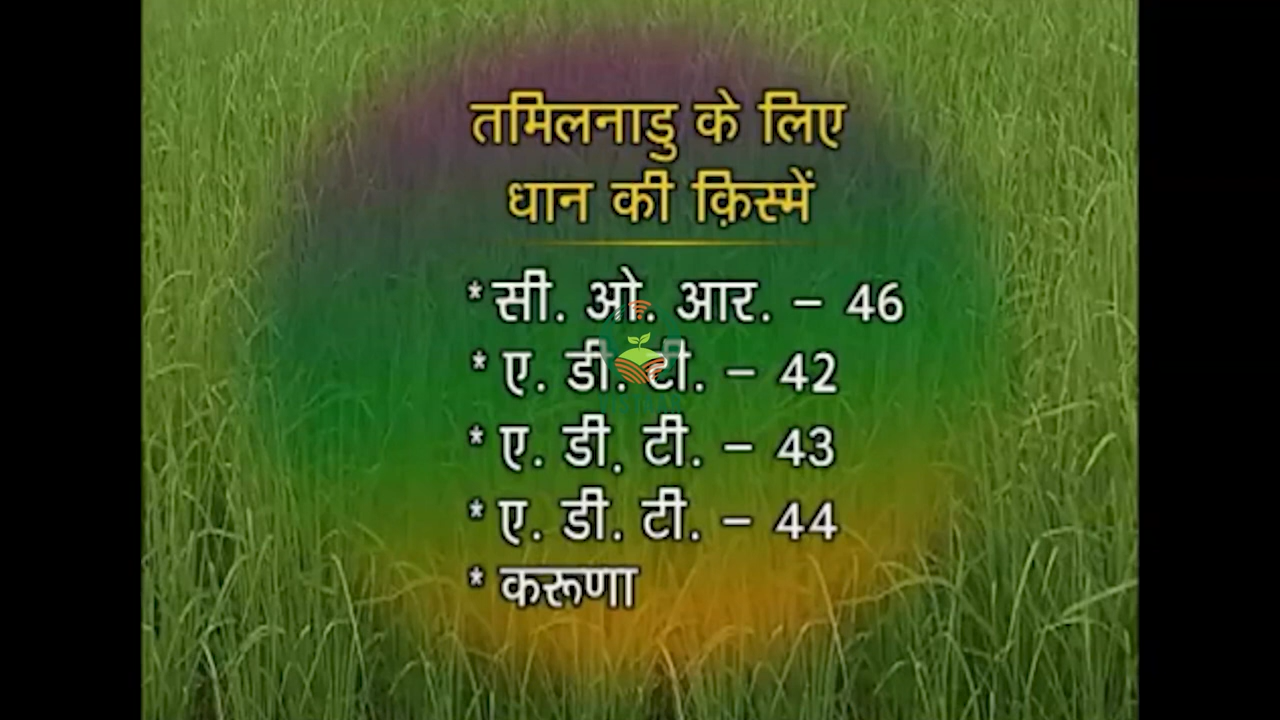 तमिलनाडु के लिए
धान की क़िस्में
* सी. ओ. आर. – 46
* ए. डी. टी. – 42
* ए. डी. टी. – 43
* ए. डी. टी. – 44
* करूणा